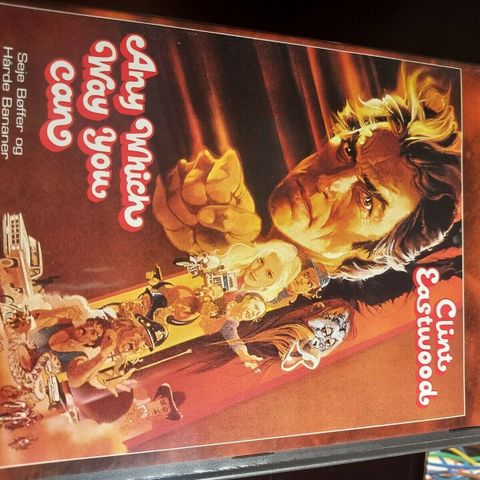 Clint
Eastwood
Any Which
Way You
Can
Seje Bøffer og
Hårde Bananer